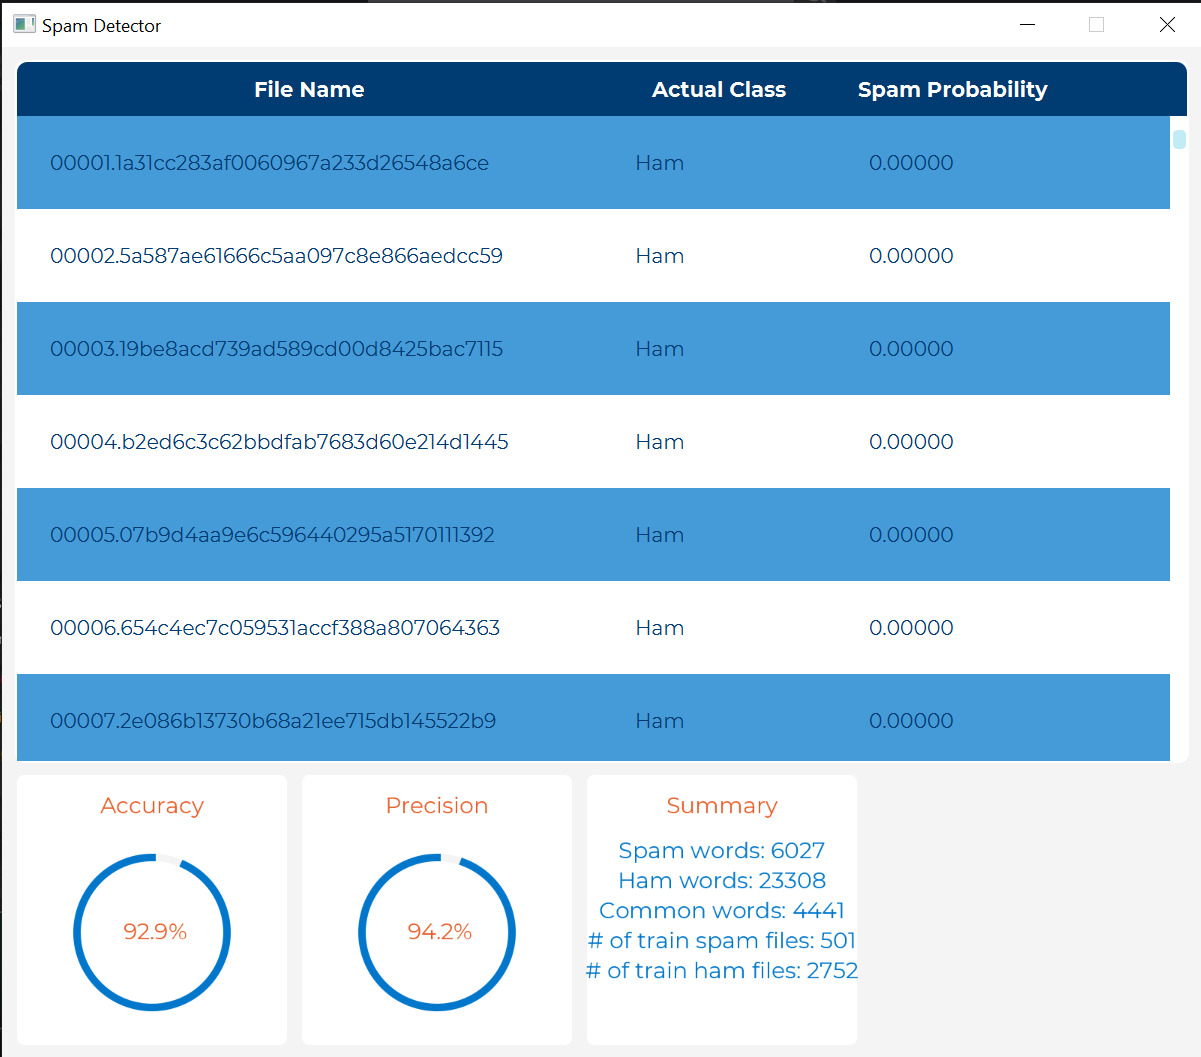 Spam Detector
File Name Actual Class Spam Probability
00001.1a31cc283af0060967a233d26548a6ce Ham 0.00000
00002.5a587ae61666c5aa097c8e866aedcc59 Ham 0.00000
00003.19be8acd739ad589cd00d8425bac7115 Ham 0.00000
00004.b2ed6c3c62bbdfab7683d60e214d1445 Ham 0.00000
00005.07b9d4aa9e6c596440295a5170111392 Ham 0.00000
00006.654c4ec7c059531accf388a807064363 Ham 0.00000
00007.2e086b13730b68a21ee715db145522b9 Ham 0.00000
Accuracy
92.9%
Precision
94.2%
Summary
Spam words: 6027
Ham words: 23308
Common words: 4441
# of train spam files: 501
# of train ham files: 2752